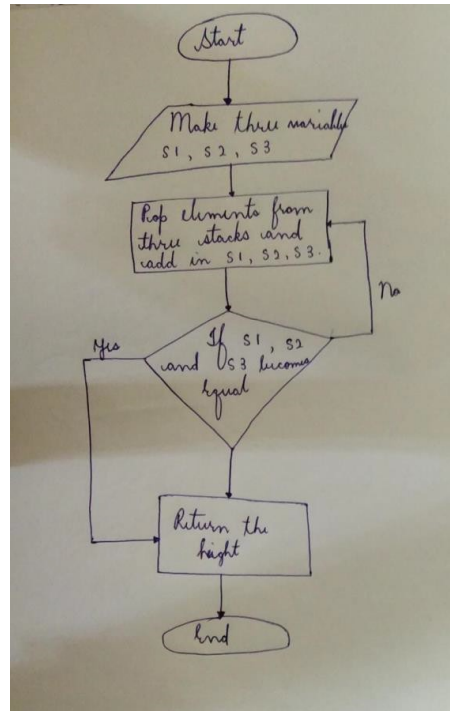 Start
Make three variable
S1, S2, S3
Pop elements from
three stacks and
add in S1, S2, S3.
No
Yes
If S1, S2
and S3 becomes
Equal
Return the
height
End